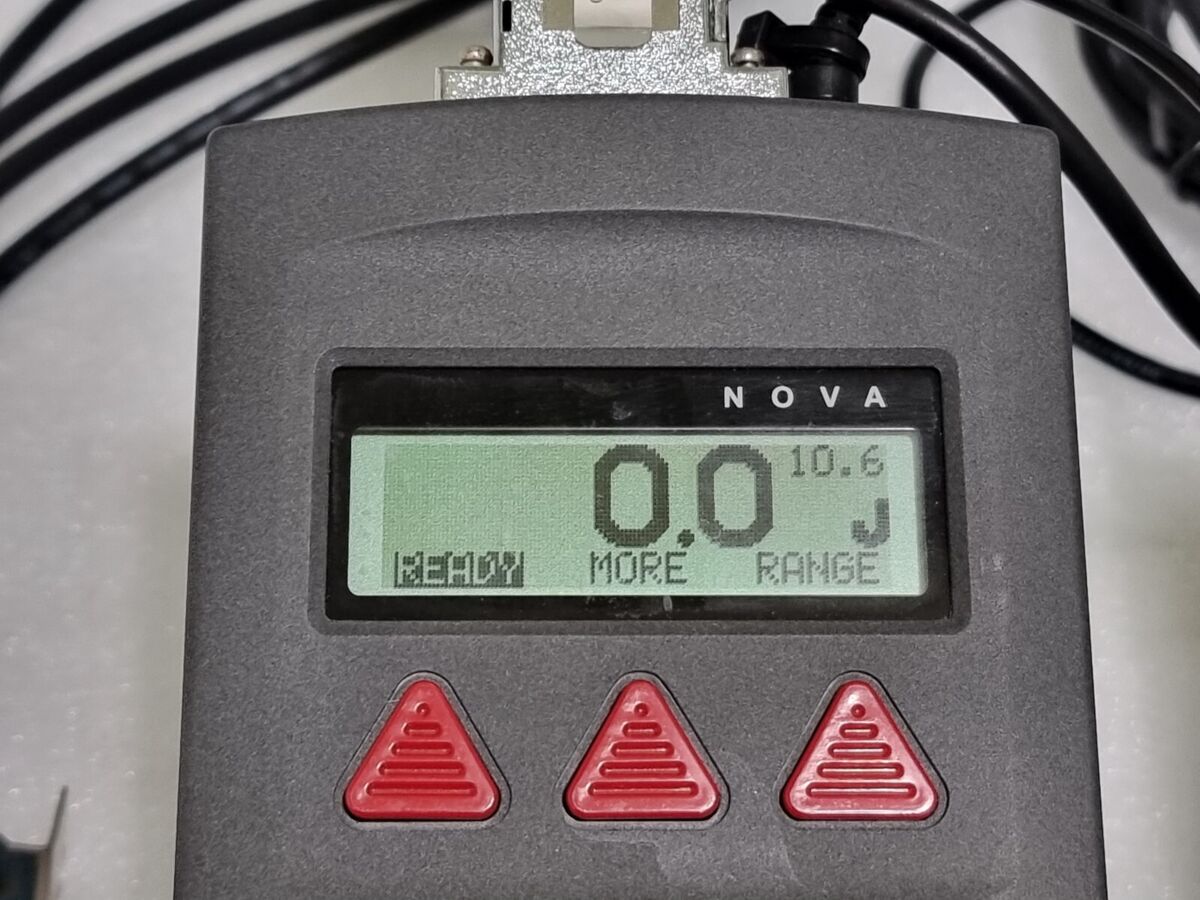 NOVA
0.0 10.6
J
READY MORE RANGE